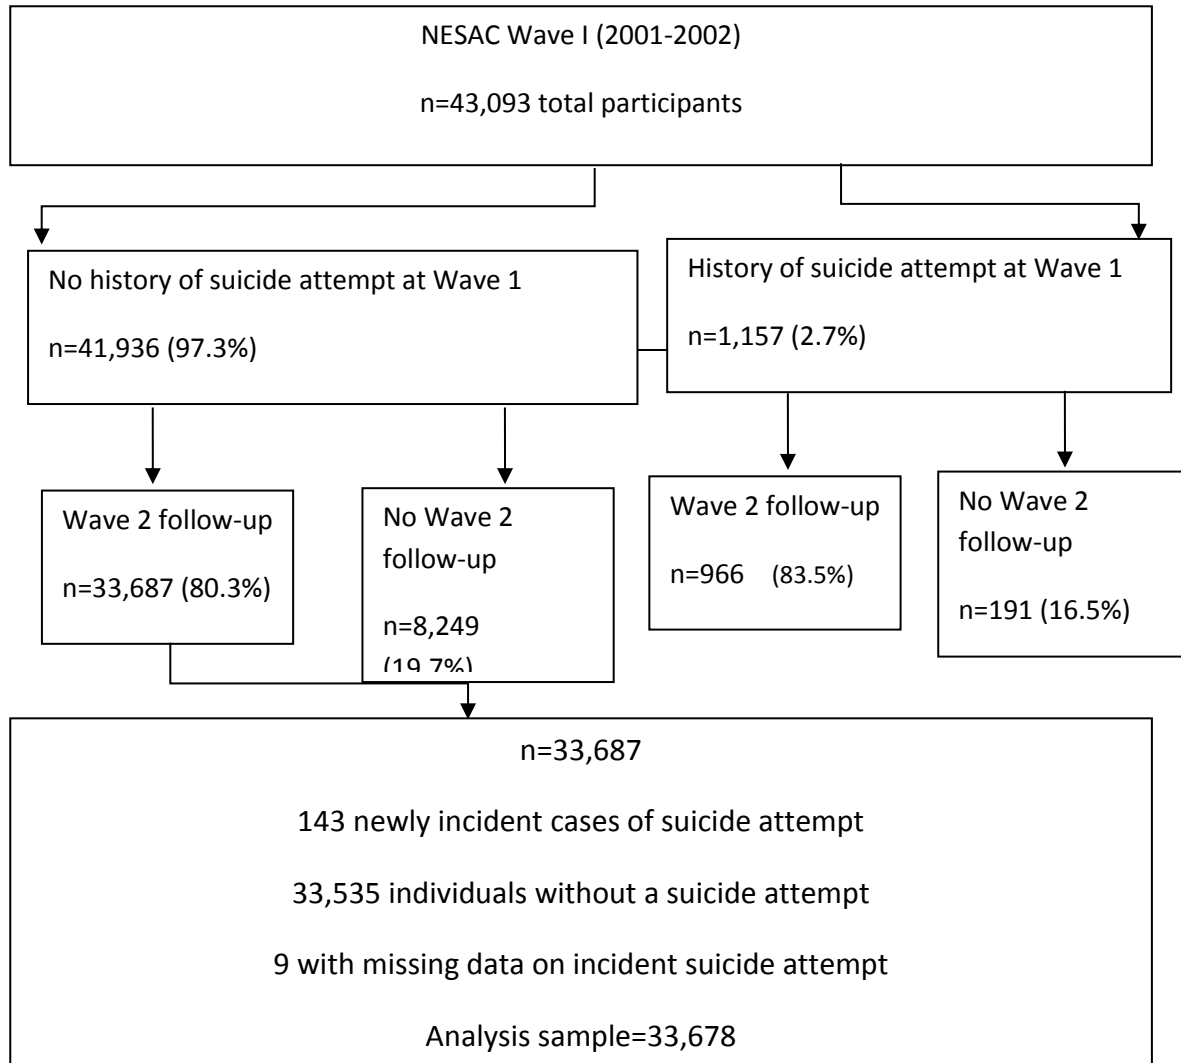 NESAC Wave I (2001-2002)
n=43,093 total participants
No history of suicide attempt at Wave 1
n=41,936 (97.3%)
History of suicide attempt at Wave 1
n=1,157 (2.7%)
Wave 2 follow-up
n=33,687 (80.3%)
No Wave 2
follow-up
n=8,249
(19.7%)
Wave 2 follow-up
n=966 (83.5%)
No Wave 2
follow-up
n=191 (16.5%)
n=33,687
143 newly incident cases of suicide attempt
33,535 individuals without a suicide attempt
9 with missing data on incident suicide attempt
Analysis sample=33,678